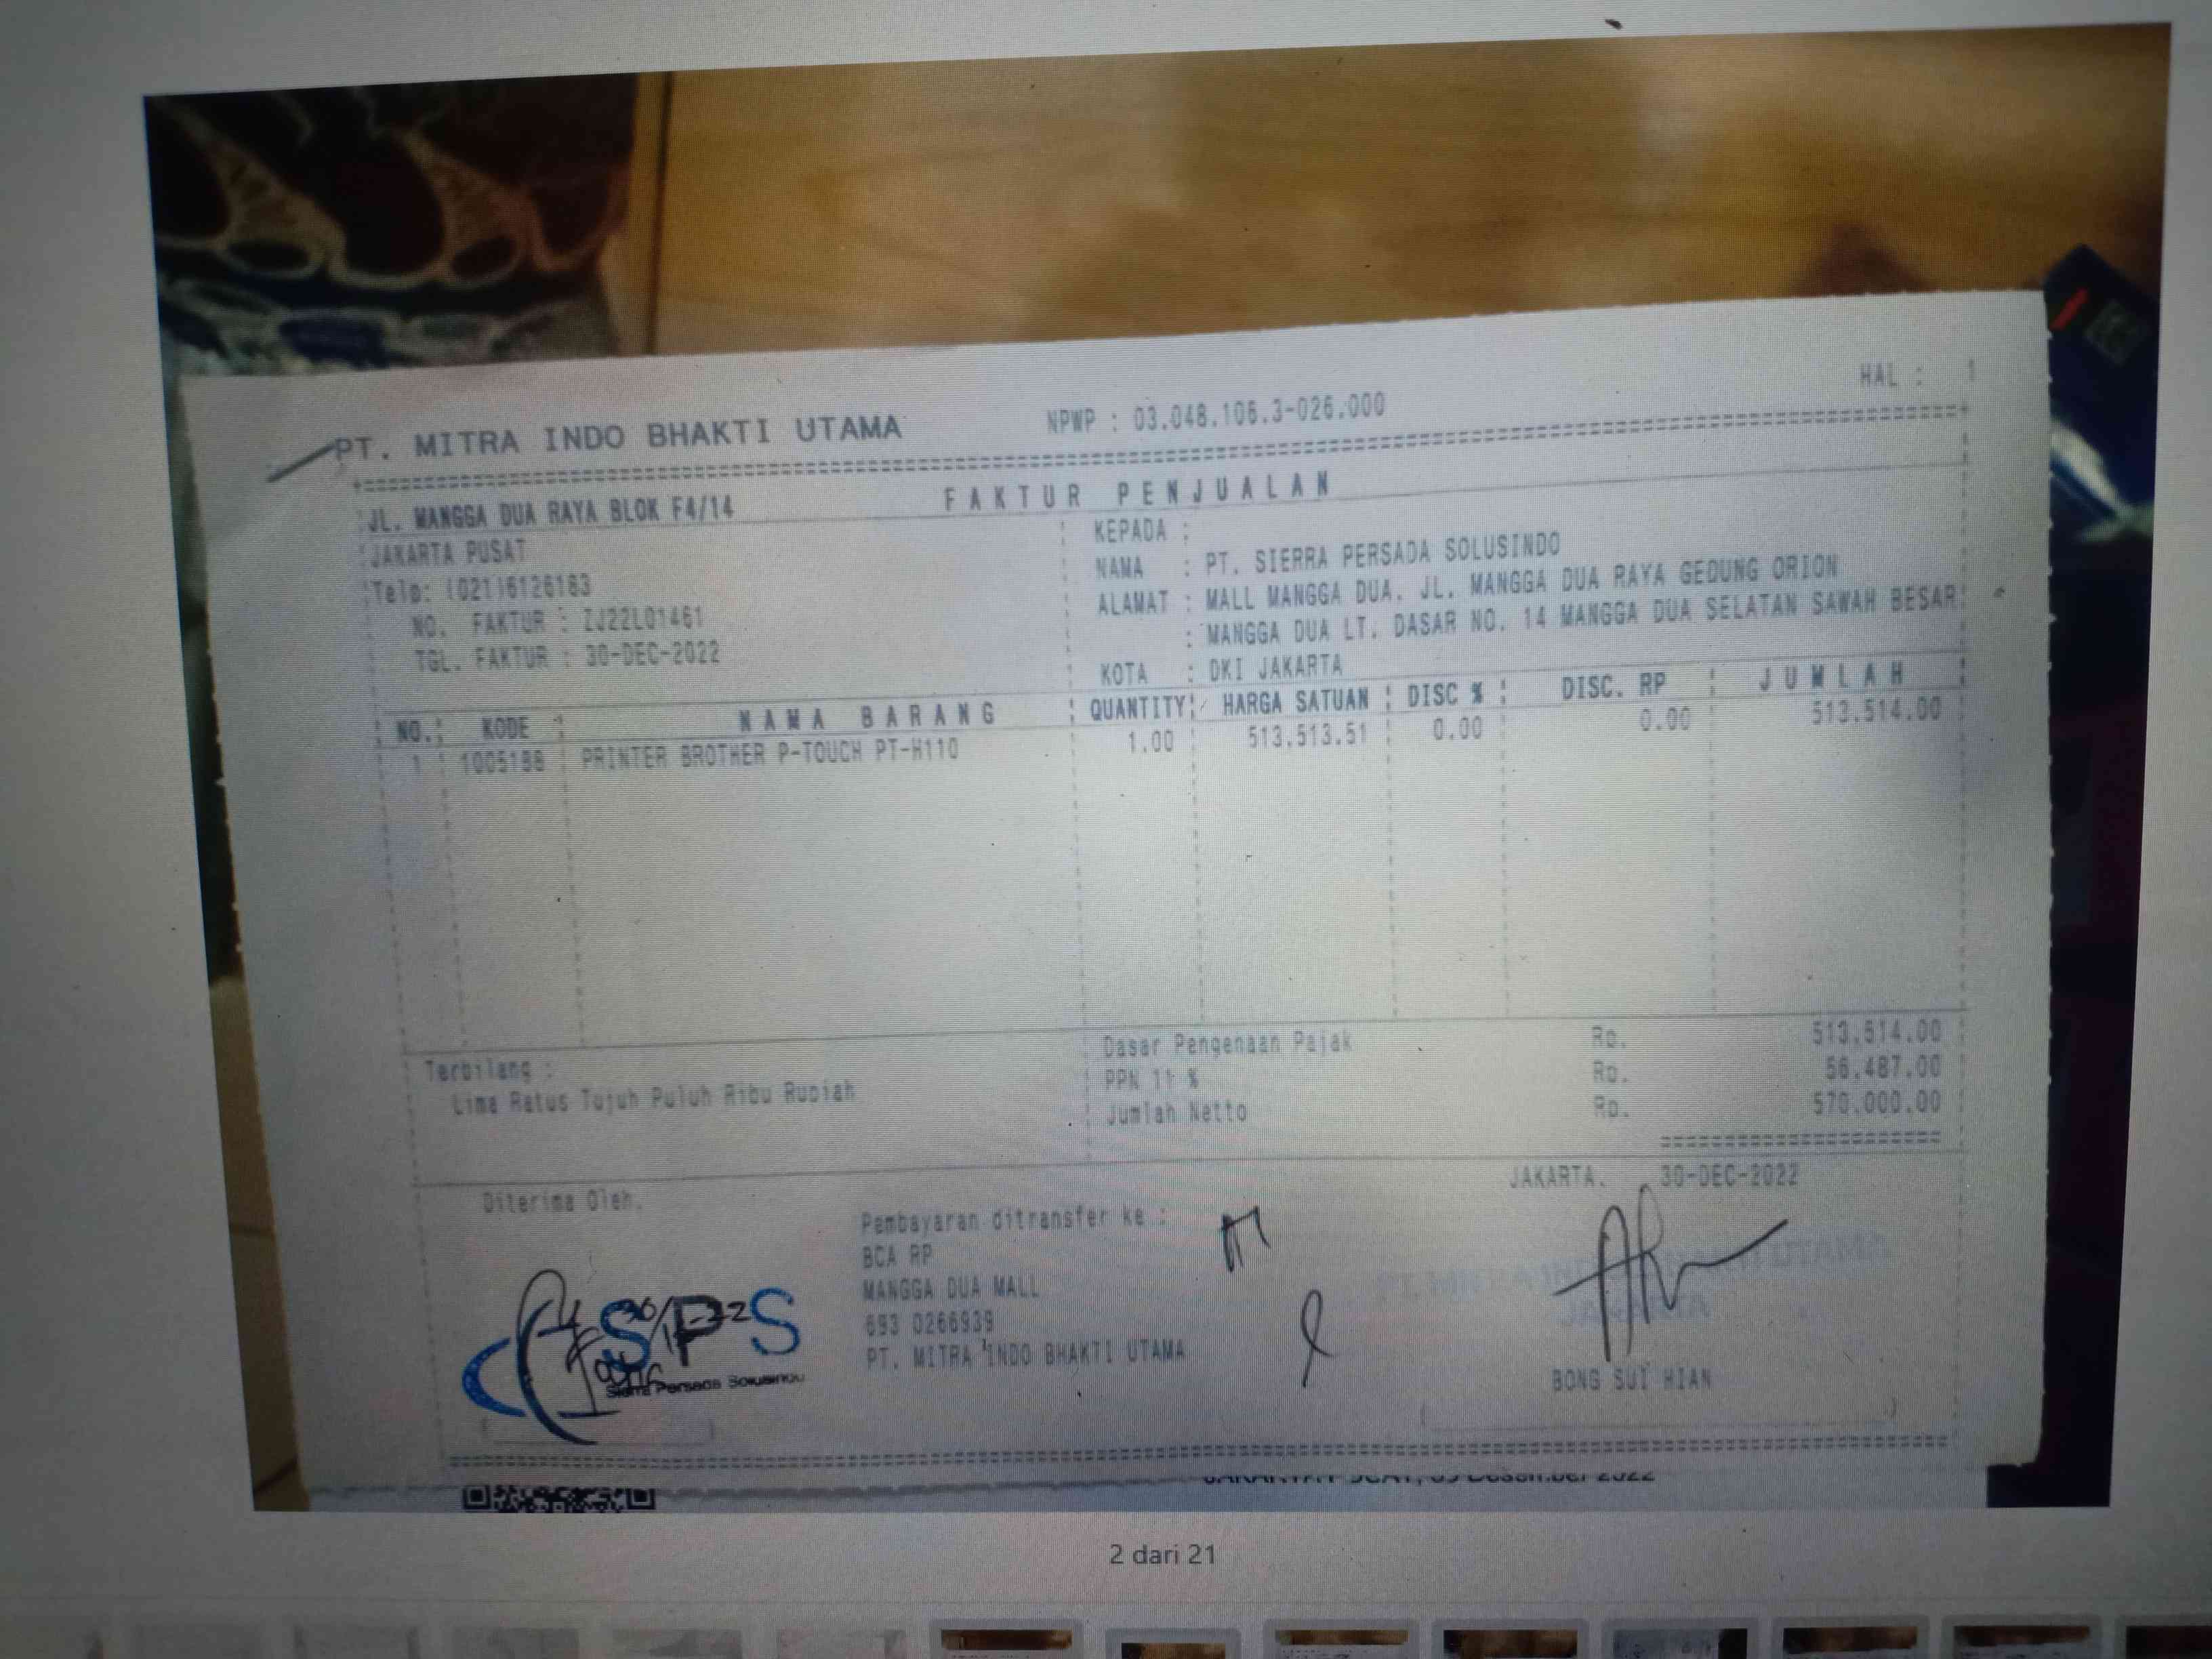 HAL : 1
PT. MITRA INDO BHAKTI UTAMA NPWP : 03.048.106.3-026.000
FAKTUR PENJUALAN
JL. MANGGA DUA RAYA BLOK F4/14
JAKARTA PUSAT
Telp: (021)6126183
NO. FAKTUR : ZJ22L01461
TGL. FAKTUR : 30-DEC-2022
KEPADA :
NAMA : PT. SIERRA PERSADA SOLUSINDO
ALAMAT : MALL MANGGA DUA. JL. MANGGA DUA RAYA GEDUNG ORION
: MANGGA DUA LT. DASAR NO. 14 MANGGA DUA SELATAN SAWAH BESAR
KOTA : DKI JAKARTA
NO. KODE NAMA BARANG QUANTITY HARGA SATUAN DISC % DISC. RP JUMLAH
1 1005188 PRINTER BROTHER P-TOUCH PT-H110 1.00 513.513.51 0.00 0.00 513.514.00
Terbilang :
Lima Ratus Tujuh Puluh Ribu Rupiah
Dasar Pengenaan Pajak Rp. 513.514.00
PPN 11 % Rp. 56.487.00
Jumlah Netto Rp. 570.000.00
JAKARTA. 30-DEC-2022
Diterima Oleh,
Pembayaran ditransfer ke :
BCA RP
MANGGA DUA MALL
693 0266939
PT. MITRA INDO BHAKTI UTAMA
SPS
Sierra Persada Solusindo
BONG SUI HIAN
2 dari 21